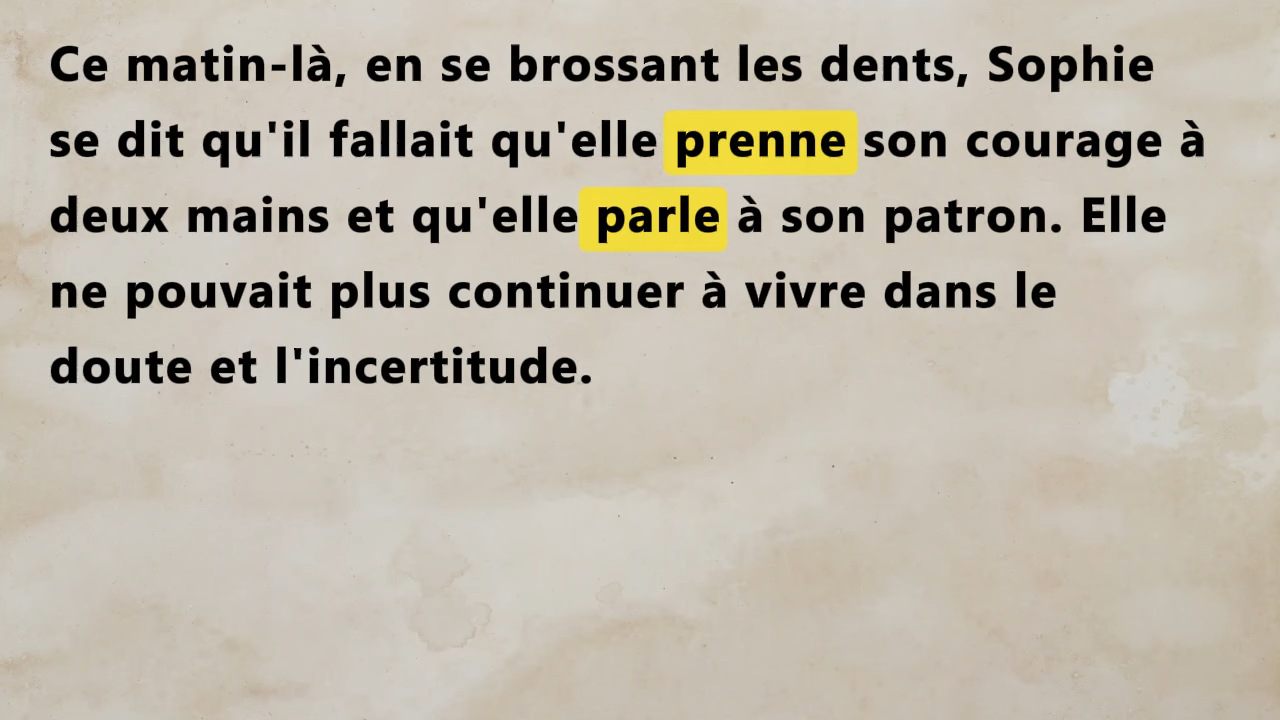 Ce matin-là, en se brossant les dents, Sophie
se dit qu'il fallait qu'elle prenne son courage à
deux mains et qu'elle parle à son patron. Elle
ne pouvait plus continuer à vivre dans le
doute et l'incertitude.